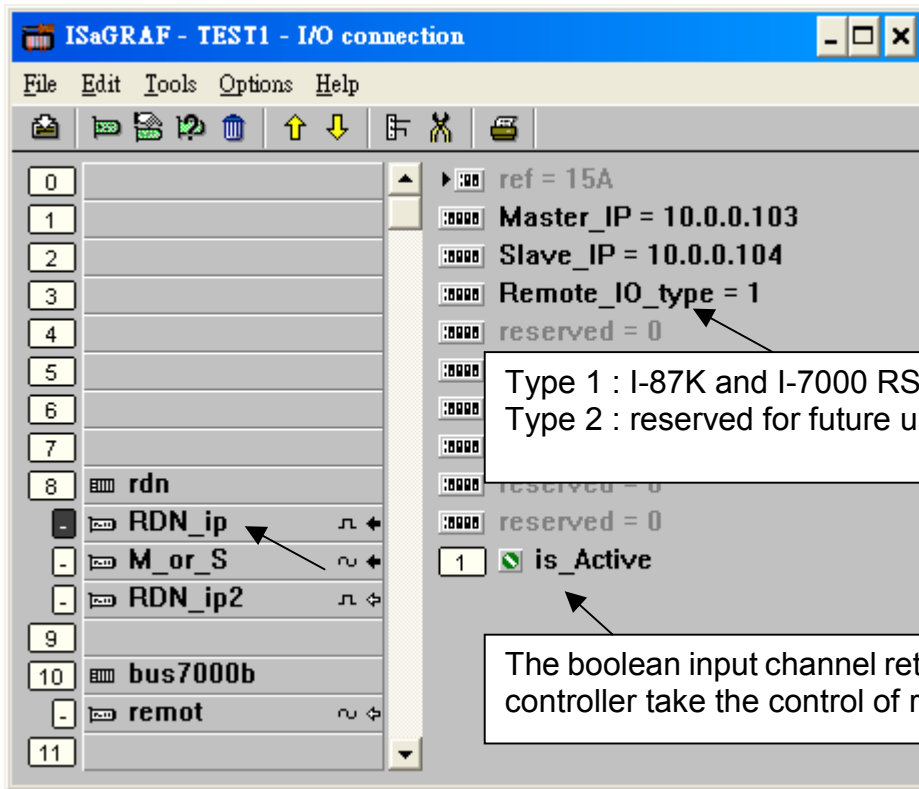 ISaGRAF - TEST1 - I/O connection
File Edit Tools Options Help
0
1
2
3
4
5
6
7
8 rdn
- RDN_ip
- M_or_S
- RDN_ip2
9
10 bus7000b
- remot
11
ref = 15A
Master_IP = 10.0.0.103
Slave_IP = 10.0.0.104
Remote_IO_type = 1
reserved = 0
Type 1 : I-87K and I-7000 RS
Type 2 : reserved for future u
reserved = 0
reserved = 0
1 is_Active
The boolean input channel ret
controller take the control of r